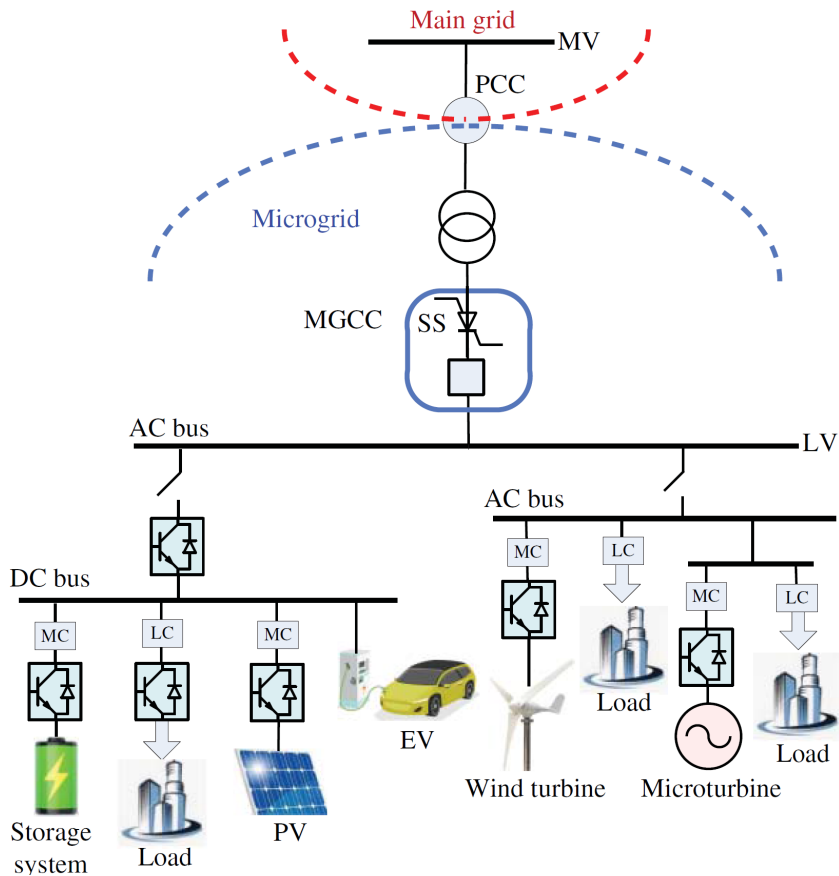 Main grid
MV
PCC
Microgrid
MGCC
SS
AC bus
LV
AC bus
MC
LC
DC bus
MC
LC
MC
MC
LC
EV
Load
Load
Wind turbine
Microturbine
Storage
system
Load
PV